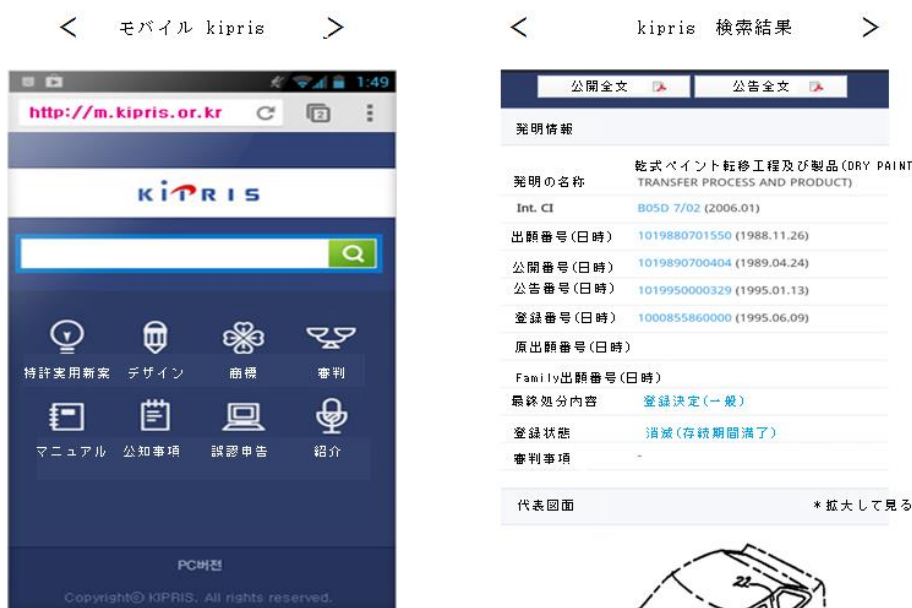 < モバイル kipris >
1:49
http://m.kipris.or.kr
2
KIPRIS
特許実用新案 デザイン 商標 審判
マニュアル 公知事項 誤認申告 紹介
PC버전
Copyrightⓒ KIPRIS. All rights reserved.
< kipris 検索結果 >
公開全文 公告全文
発明情報
発明の名称 乾式ペイント転移工程及び製品(DRY PAINT
TRANSFER PROCESS AND PRODUCT)
Int. CI B05D 7/02 (2006.01)
出願番号(日時) 1019880701550 (1988.11.26)
公開番号(日時) 1019890700404 (1989.04.24)
公告番号(日時) 1019950000329 (1995.01.13)
登録番号(日時) 1000855860000 (1995.06.09)
原出願番号(日時)
Family出願番号(日時)
最終処分内容 登録決定(一般)
登録状態 消滅(存続期間満了)
審判事項 -
代表図面 *拡大して見る
22